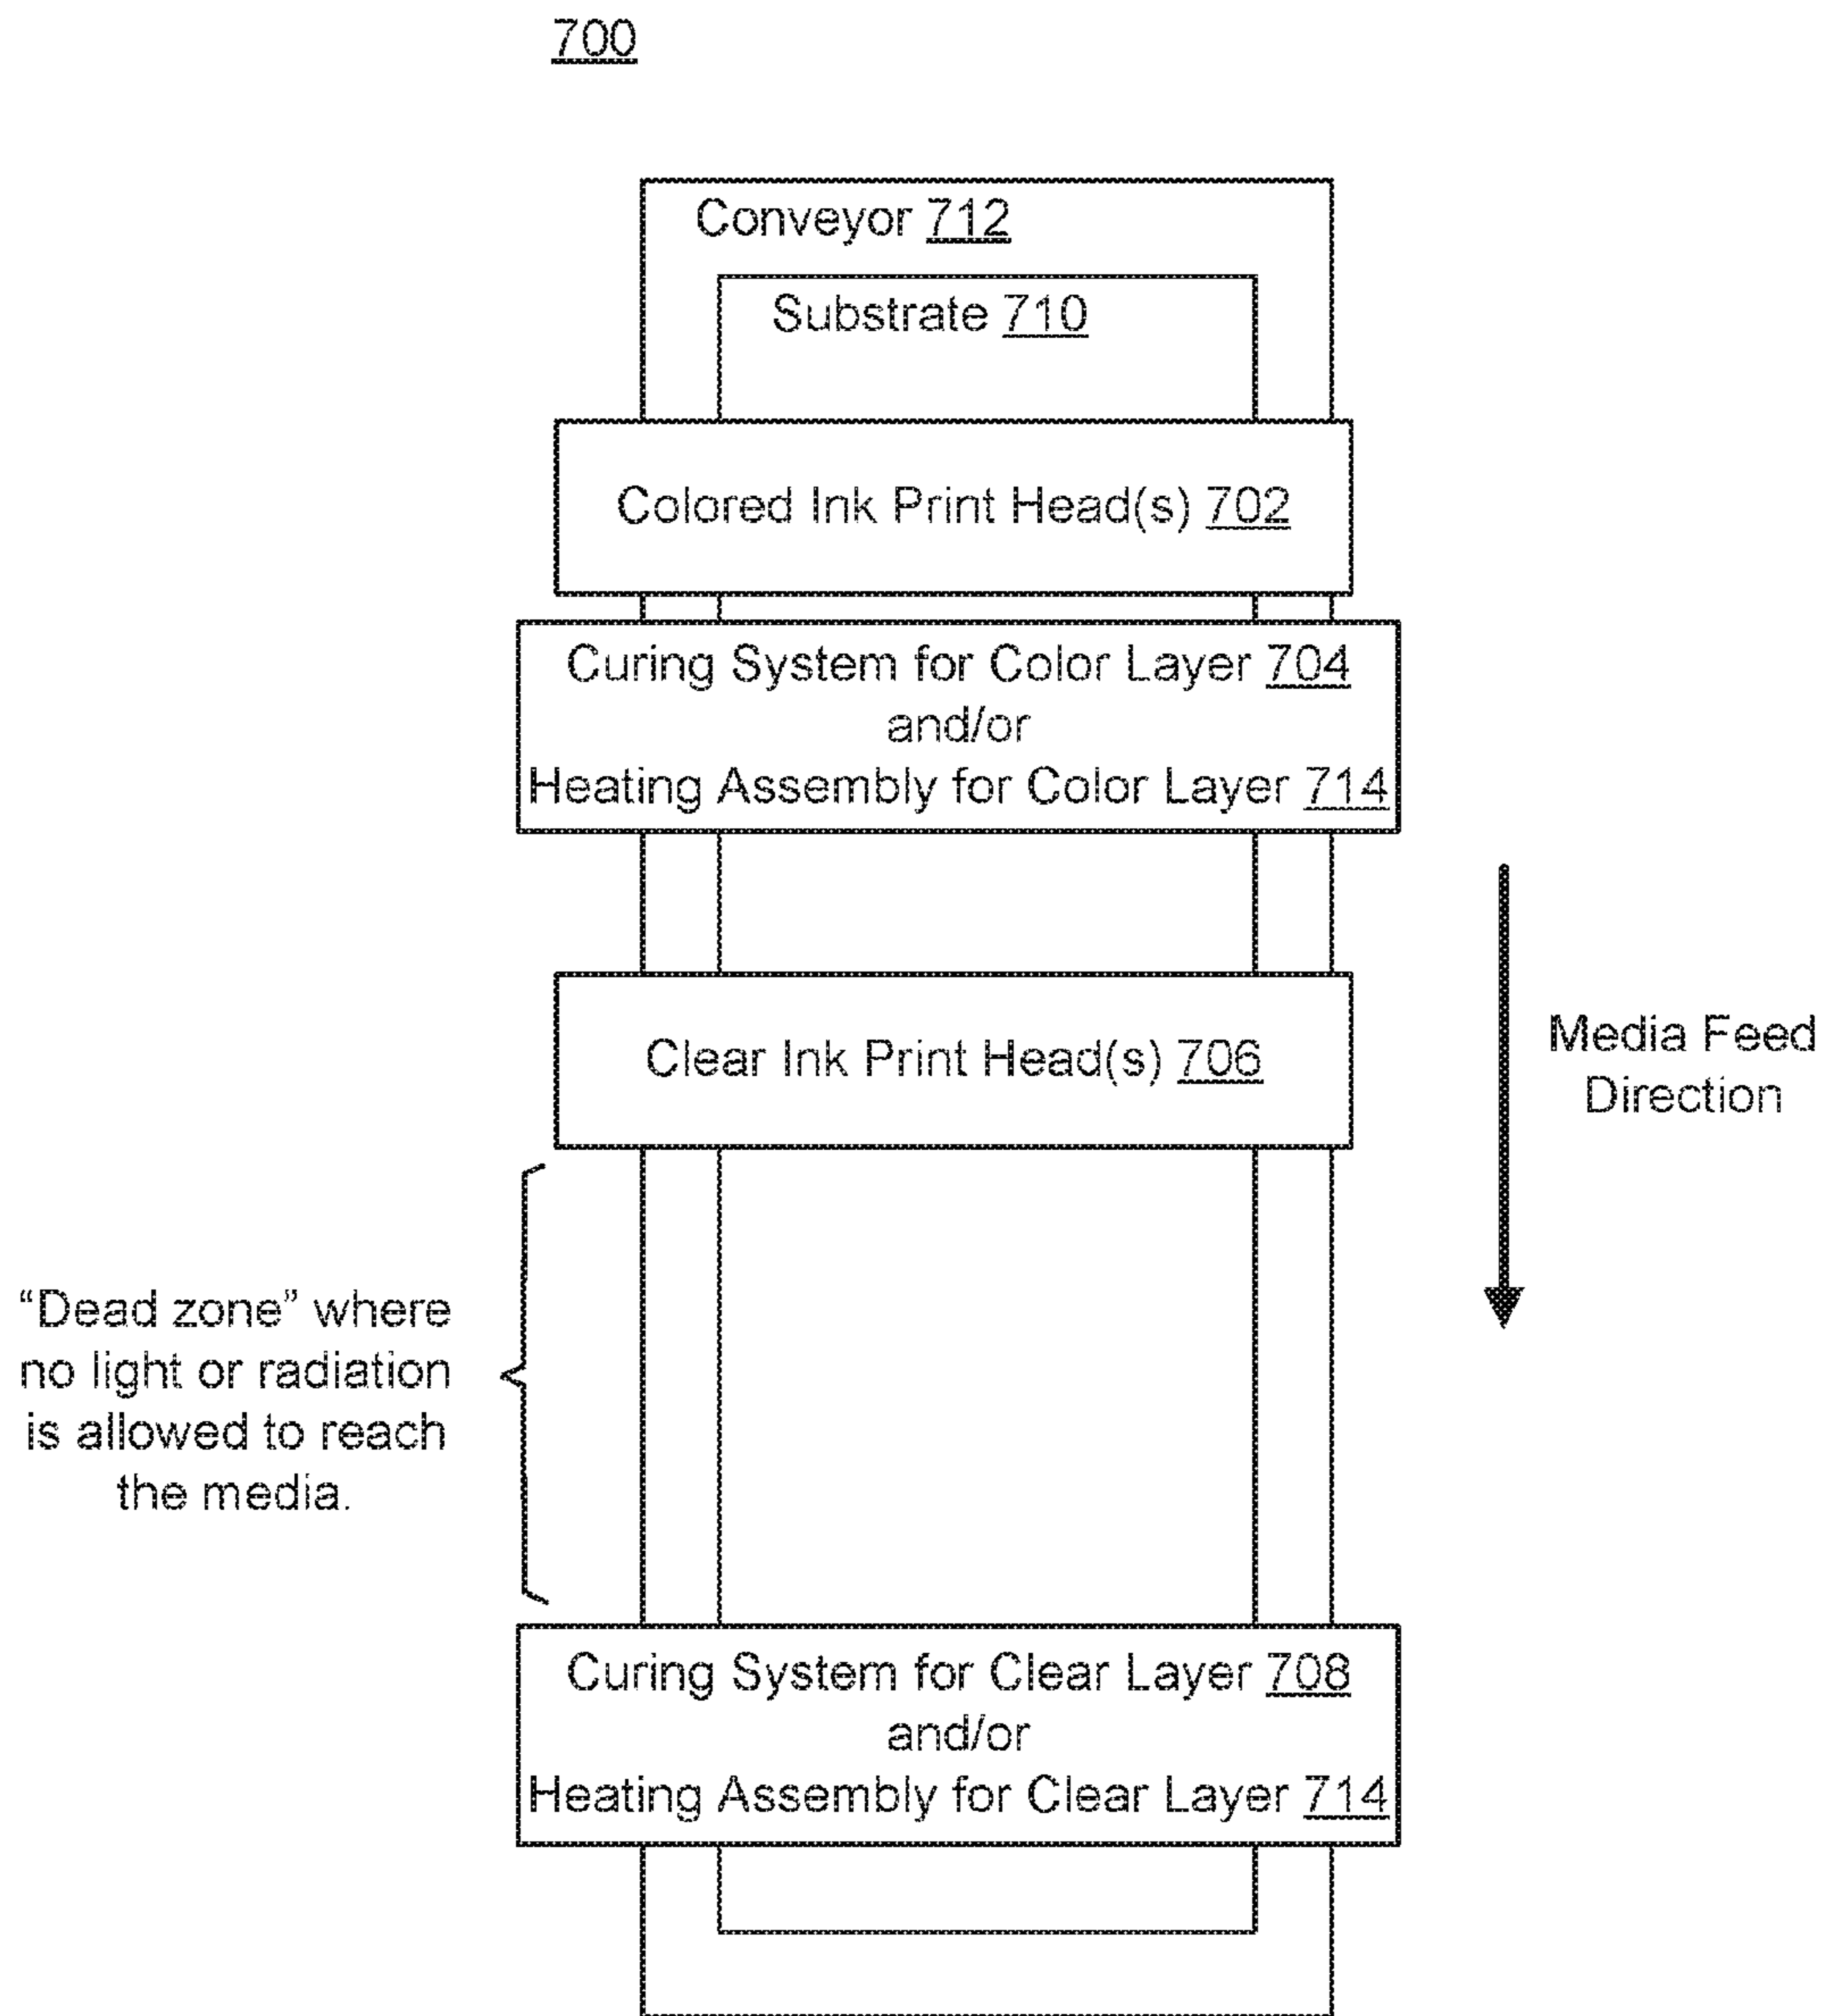 700
Conveyor 712
Substrate 710
Colored Ink Print Head(s) 702
Curing System for Color Layer 704
and/or
Heating Assembly for Color Layer 714
Clear Ink Print Head(s) 706
Media Feed
Direction
“Dead zone” where
no light or radiation
is allowed to reach
the media.
Curing System for Clear Layer 708
and/or
Heating Assembly for Clear Layer 714